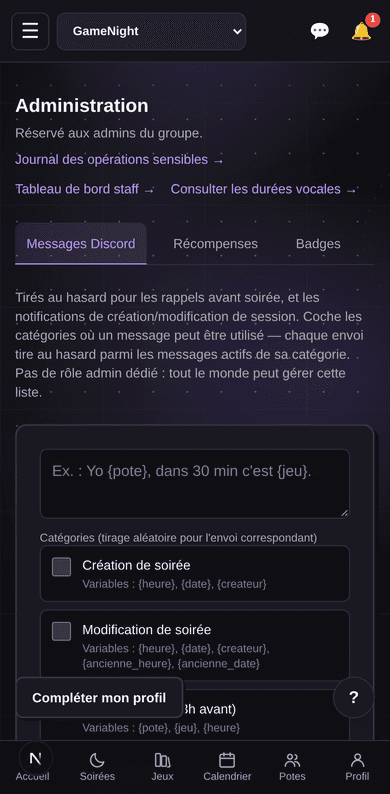 GameNight
1
Administration
Réservé aux admins du groupe.
Journal des opérations sensibles →
Tableau de bord staff → Consulter les durées vocales →
Messages Discord Récompenses Badges
Tirés au hasard pour les rappels avant soirée, et les
notifications de création/modification de session. Coche les
catégories où un message peut être utilisé — chaque envoi
tire au hasard parmi les messages actifs de sa catégorie.
Pas de rôle admin dédié : tout le monde peut gérer cette
liste.
Ex. : Yo {pote}, dans 30 min c'est {jeu}.
Catégories (tirage aléatoire pour l'envoi correspondant)
Création de soirée
Variables : {heure}, {date}, {createur}
Modification de soirée
Variables : {heure}, {date}, {createur},
{ancienne_heure}, {ancienne_date}
Compléter mon profil
h avant)
?
Variables : {pote}, {jeu}, {heure}
N
Accueil Soirées Jeux Calendrier Potes Profil